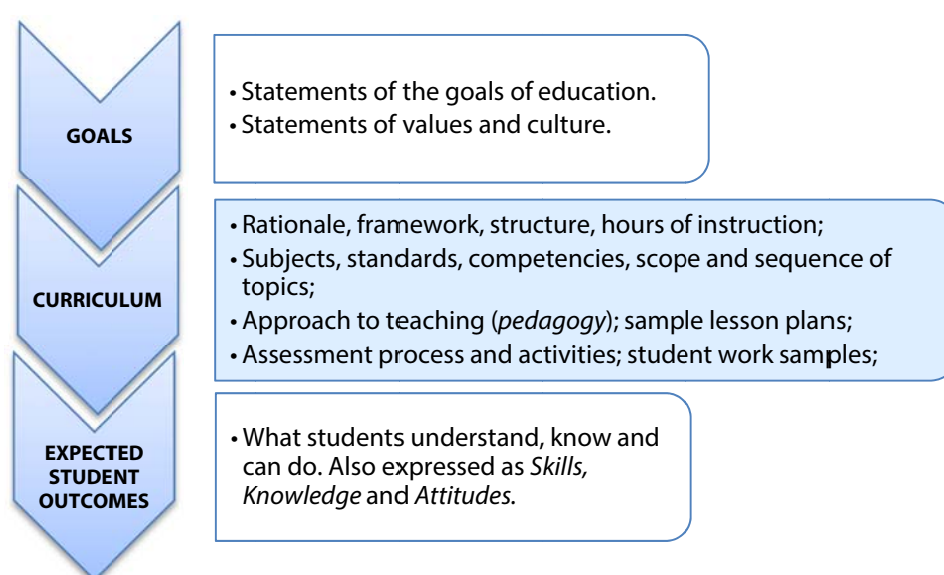 GOALS
• Statements of the goals of education.
• Statements of values and culture.
CURRICULUM
• Rationale, framework, structure, hours of instruction;
• Subjects, standards, competencies, scope and sequence of
topics;
• Approach to teaching (pedagogy); sample lesson plans;
• Assessment process and activities; student work samples;
EXPECTED
STUDENT
OUTCOMES
• What students understand, know and
can do. Also expressed as Skills,
Knowledge and Attitudes.